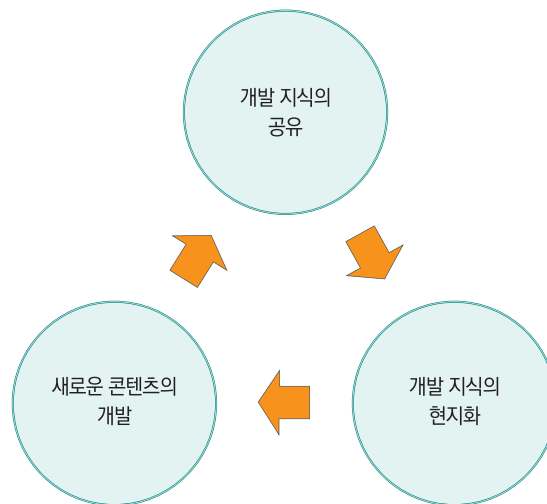 개발 지식의
공유
새로운 콘텐츠의
개발
개발 지식의
현지화